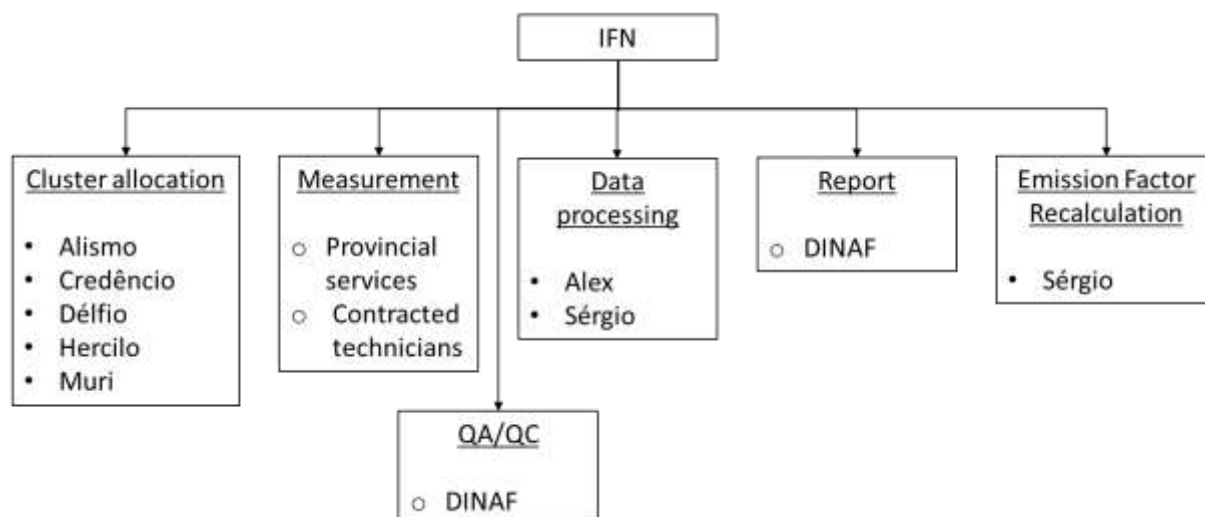 IFN
Cluster allocation
• Alismo
• Credêncio
• Délfio
• Hercilo
• Muri
Measurement
○ Provincial
services
○ Contracted
technicians
QA/QC
○ DINAF
Data
processing
• Alex
• Sérgio
Report
○ DINAF
Emission Factor
Recalculation
• Sérgio